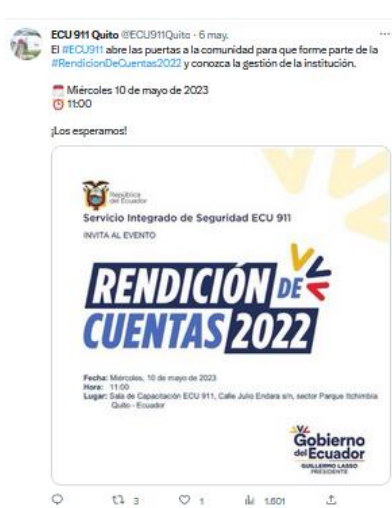 ECU 911 Quito @ECU911Quito · 6 may.
El #ECU911 abre las puertas a la comunidad para que forme parte de la
#RendicionDeCuentas2022 y conozca la gestión de la institución.
Miércoles 10 de mayo de 2023
11:00
¡Los esperamos!
República
del Ecuador
Servicio Integrado de Seguridad ECU 911
INVITA AL EVENTO
RENDICIÓN DE
CUENTAS 2022
Fecha: Miércoles, 10 de mayo de 2023
Hora: 11:00
Lugar: Sala de Capacitación ECU 911, Calle Julio Endara s/n, sector Parque Itchimbia
Quito - Ecuador
Gobierno
del Ecuador
GUILLERMO LASSO
PRESIDENTE
3 1 1.601